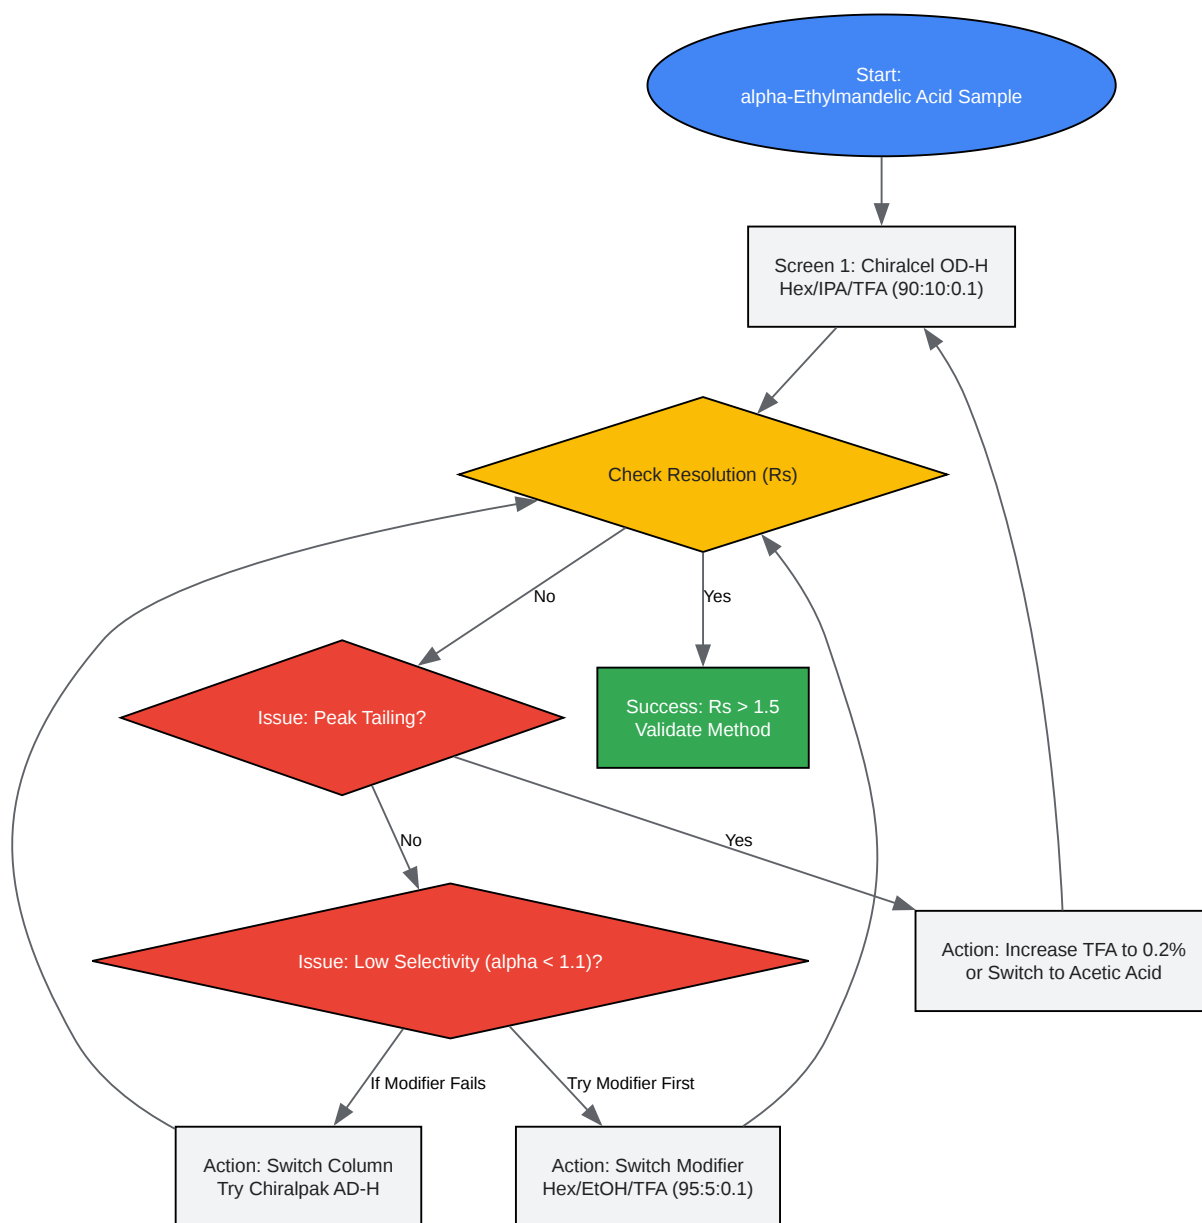 Start:
alpha-Ethylmandelic Acid Sample
Screen 1: Chiralcel OD-H
Hex/IPA/TFA (90:10:0.1)
Check Resolution (Rs)
No
Yes
Issue: Peak Tailing?
Success: Rs > 1.5
Validate Method
No
Yes
Issue: Low Selectivity (alpha < 1.1)?
Action: Increase TFA to 0.2%
or Switch to Acetic Acid
If Modifier Fails
Try Modifier First
Action: Switch Column
Try Chiralpak AD-H
Action: Switch Modifier
Hex/EtOH/TFA (95:5:0.1)